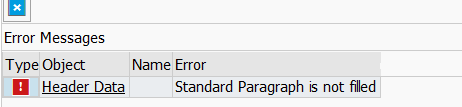 Error Messages
Type Object Name Error
! Header Data Standard Paragraph is not filled